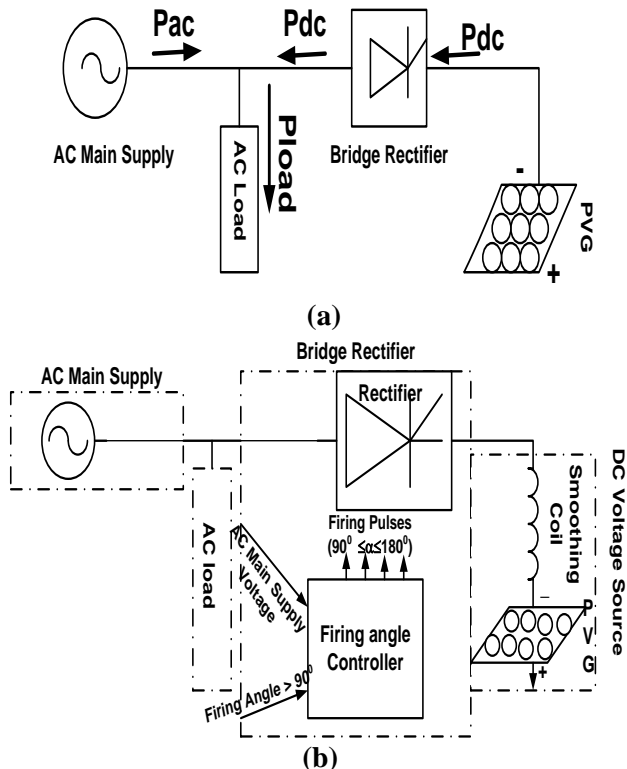 Pac
Pdc
Pdc
AC Main Supply
Pload
AC Load
Bridge Rectifier
-
PVG
+
(a)
Bridge Rectifier
AC Main Supply
Rectifier
AC load
Firing Pulses
(90⁰ ≤α≤180⁰)
AC Main Supply
Voltage
Firing angle
Controller
Firing Angle > 90⁰
Smoothing
Coil
DC Voltage Source
_
P
V
G
+
(b)